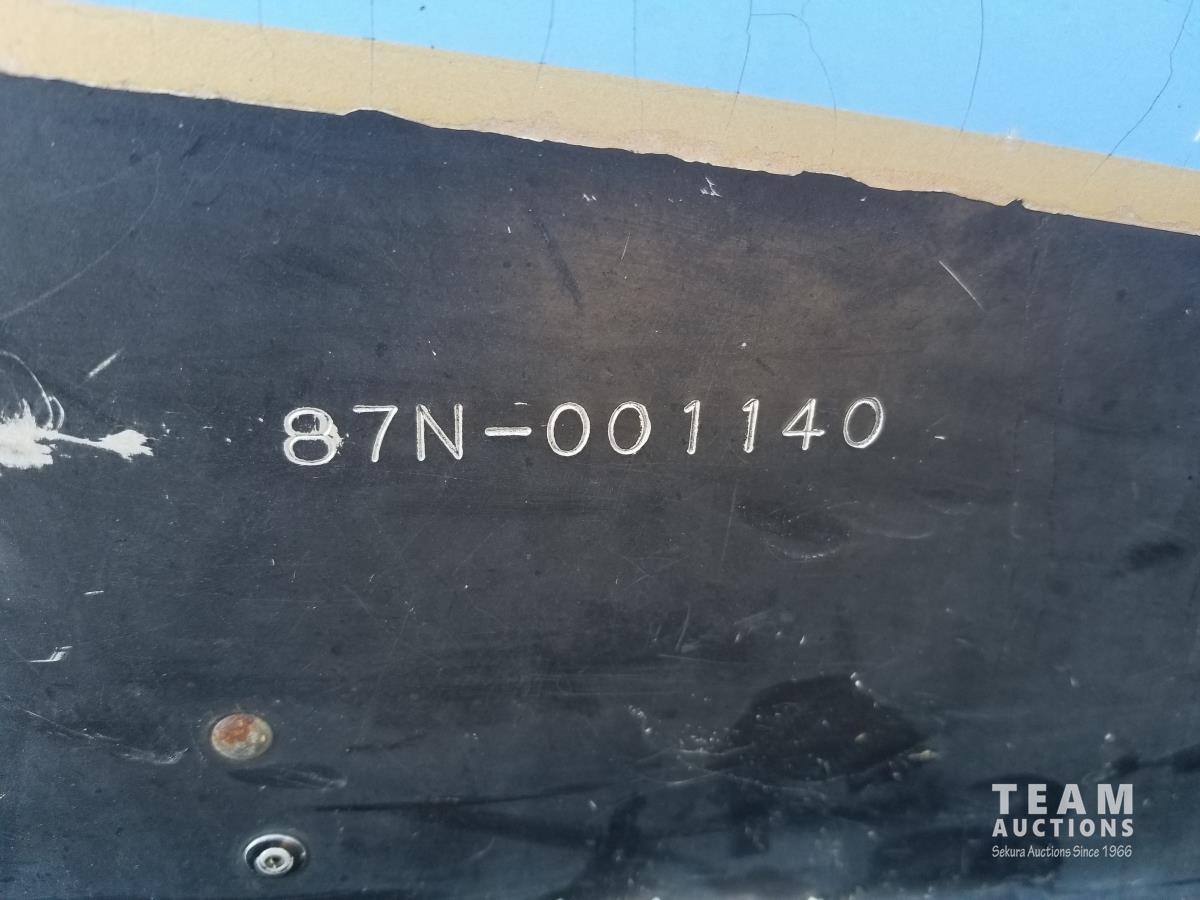 87N-001140
TEAM
AUCTIONS
Sekura Auctions Since 1966